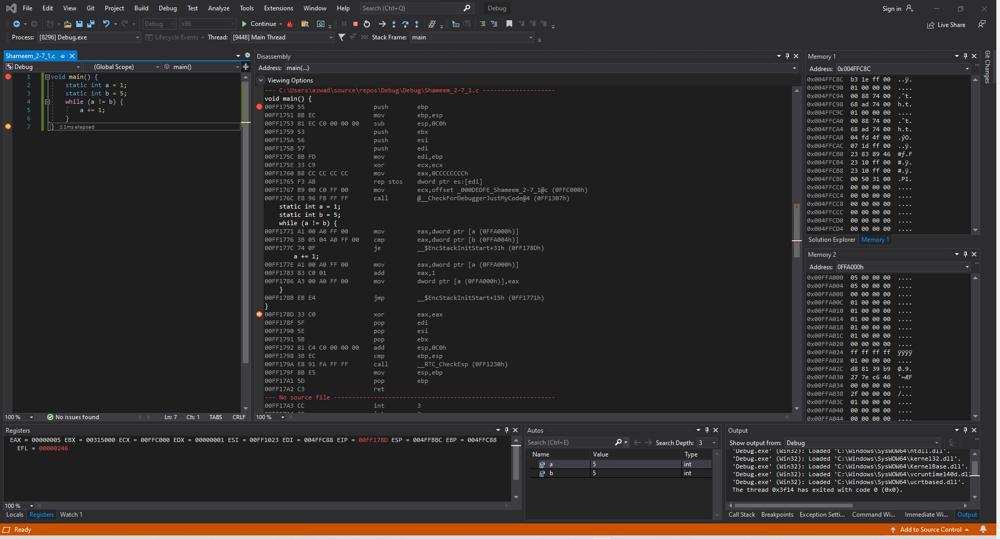 File Edit View Git Project Build Debug Test Analyze Tools Extensions Window Help Search (Ctrl+Q) Debug Sign in
Debug x86 Continue Live Share
Process: [8296] Debug.exe Lifecycle Events Thread: [9448] Main Thread Stack Frame: main
Shameem_2-7_1.c
Debug (Global Scope) main()
1 void main() {
2 static int a = 1;
3 static int b = 5;
4 while (a != b) {
5 a += 1;
6 }
7 } ≤1ms elapsed
100 % No issues found Ln: 7 Ch: 1 TABS CRLF
Disassembly
Address: main(...)
Viewing Options
--- C:\Users\azwad\source\repos\Debug\Debug\Shameem_2-7_1.c --------------------
void main() {
00FF1750 55 push ebp
00FF1751 8B EC mov ebp,esp
00FF1753 81 EC C0 00 00 00 sub esp,0C0h
00FF1759 53 push ebx
00FF175A 56 push esi
00FF175B 57 push edi
00FF175C 8B FD mov edi,ebp
00FF175E 33 C9 xor ecx,ecx
00FF1760 B8 CC CC CC CC mov eax,0CCCCCCCCh
00FF1765 F3 AB rep stos dword ptr es:[edi]
00FF1767 B9 00 C0 FF 00 mov ecx,offset _000DEDFE_Shameem_2-7_1@c (0FFC000h)
00FF176C E8 96 FB FF FF call @__CheckForDebuggerJustMyCode@4 (0FF1307h)
static int a = 1;
static int b = 5;
while (a != b) {
00FF1771 A1 00 A0 FF 00 mov eax,dword ptr [a (0FFA000h)]
00FF1776 3B 05 04 A0 FF 00 cmp eax,dword ptr [b (0FFA004h)]
00FF177C 74 0F je __$EncStackInitStart+31h (0FF178Dh)
a += 1;
00FF177E A1 00 A0 FF 00 mov eax,dword ptr [a (0FFA000h)]
00FF1783 83 C0 01 add eax,1
00FF1786 A3 00 A0 FF 00 mov dword ptr [a (0FFA000h)],eax
}
00FF178B EB E4 jmp __$EncStackInitStart+15h (0FF1771h)
}
00FF178D 33 C0 xor eax,eax
00FF178F 5F pop edi
00FF1790 5E pop esi
00FF1791 5B pop ebx
00FF1792 81 C4 C0 00 00 00 add esp,0C0h
00FF1798 3B EC cmp ebp,esp
00FF179A E8 91 FA FF FF call __RTC_CheckEsp (0FF1230h)
00FF179F 8B E5 mov esp,ebp
00FF17A1 5D pop ebp
00FF17A2 C3 ret
--- No source file -------------------------------------------------------------
00FF17A3 CC int 3
100 %
Memory 1
Address: 0x004FFC8C
0x004FFC8C b3 1e ff 00 ..ÿ.
0x004FFC90 01 00 00 00 ....
0x004FFC94 00 88 74 00 .ˆt.
0x004FFC98 68 ad 74 00 h.t.
0x004FFC9C 01 00 00 00 ....
0x004FFCA0 00 88 74 00 .ˆt.
0x004FFCA4 68 ad 74 00 h.t.
0x004FFCA8 04 fd 4f 00 .ýO.
0x004FFCAC 07 1d ff 00 ..ÿ.
0x004FFCB0 23 83 89 46 #ƒ.F
0x004FFCB4 23 10 ff 00 #.ÿ.
0x004FFCB8 23 10 ff 00 #.ÿ.
0x004FFCBC 00 50 31 00 .P1.
0x004FFCC0 00 00 00 00 ....
0x004FFCC4 00 00 00 00 ....
0x004FFCC8 00 00 00 00 ....
0x004FFCCC 00 00 00 00 ....
0x004FFCD0 00 00 00 00 ....
0x004FFCD4 00 00 00 00 ....
Solution Explorer Memory 1
Memory 2
Address: 0FFA000h
0x00FFA000 05 00 00 00 ....
0x00FFA004 05 00 00 00 ....
0x00FFA008 00 00 00 00 ....
0x00FFA00C 01 00 00 00 ....
0x00FFA010 01 00 00 00 ....
0x00FFA014 01 00 00 00 ....
0x00FFA018 01 00 00 00 ....
0x00FFA01C 01 00 00 00 ....
0x00FFA020 00 00 00 00 ....
0x00FFA024 ff ff ff ff ÿÿÿÿ
0x00FFA028 01 00 00 00 ....
0x00FFA02C d8 81 39 b9 Ø.9.
0x00FFA030 27 7e c6 46 '~ÆF
0x00FFA034 00 00 00 00 ....
0x00FFA038 2f 00 00 00 /...
0x00FFA03C 01 00 00 00 ....
0x00FFA040 00 00 00 00 ....
0x00FFA044 00 00 00 00 ....
Git Changes
Registers
EAX = 00000005 EBX = 00315000 ECX = 00FFC000 EDX = 00000001 ESI = 00FF1023 EDI = 004FFC88 EIP = 00FF178D ESP = 004FFBBC EBP = 004FFC88
EFL = 00000246
100 %
Locals Registers Watch 1
Autos
Search (Ctrl+E) Search Depth: 3
Name Value Type
a 5 int
b 5 int
Output
Show output from: Debug
'Debug.exe' (Win32): Loaded 'C:\Windows\SysWOW64\ntdll.dll'.
'Debug.exe' (Win32): Loaded 'C:\Windows\SysWOW64\kernel32.dll'.
'Debug.exe' (Win32): Loaded 'C:\Windows\SysWOW64\KernelBase.dll'.
'Debug.exe' (Win32): Loaded 'C:\Windows\SysWOW64\vcruntime140d.dll
'Debug.exe' (Win32): Loaded 'C:\Windows\SysWOW64\ucrtbased.dll'.
The thread 0x3f14 has exited with code 0 (0x0).
Call Stack Breakpoints Exception Setti... Command Wi... Immediate Wi... Output
Ready Add to Source Control